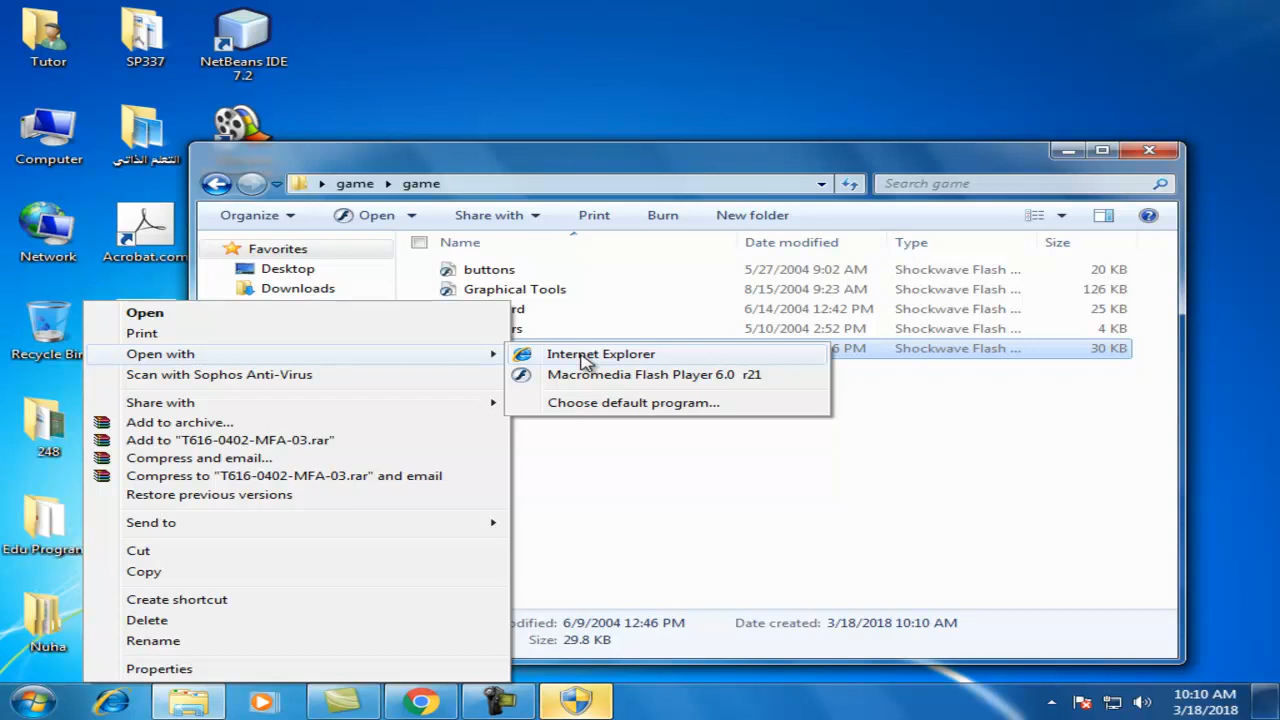 Tutor
SP337
NetBeans IDE
7.2
Computer
التعلم الذاتي
Network
Acrobat.com
Recycle Bin
248
Edu Program
Nuha
game
game
Search game
Organize
Open
Share with
Print
Burn
New folder
Favorites
Desktop
Downloads
Name
Date modified
Type
Size
buttons
5/27/2004 9:02 AM
Shockwave Flash ...
20 KB
Graphical Tools
8/15/2004 9:23 AM
Shockwave Flash ...
126 KB
rd
6/14/2004 12:42 PM
Shockwave Flash ...
25 KB
rs
5/10/2004 2:52 PM
Shockwave Flash ...
4 KB
6 PM
Shockwave Flash ...
30 KB
Open
Print
Open with
Scan with Sophos Anti-Virus
Share with
Add to archive...
Add to "T616-0402-MFA-03.rar"
Compress and email...
Compress to "T616-0402-MFA-03.rar" and email
Restore previous versions
Send to
Cut
Copy
Create shortcut
Delete
Rename
Properties
Internet Explorer
Macromedia Flash Player 6.0 r21
Choose default program...
dified: 6/9/2004 12:46 PM
Date created: 3/18/2018 10:10 AM
Size: 29.8 KB
10:10 AM
3/18/2018